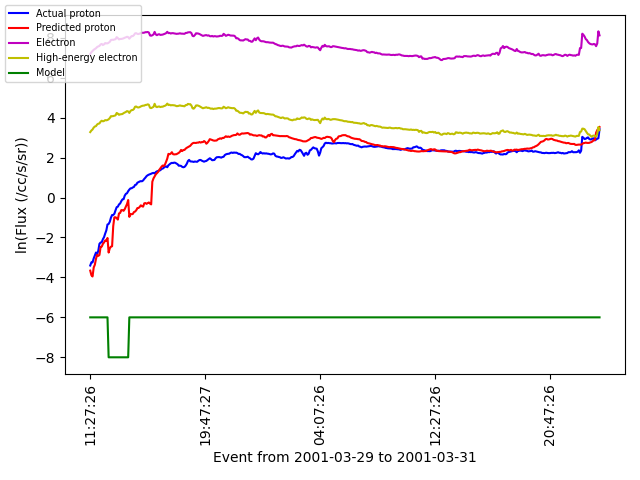 Actual proton
Predicted proton
Electron
High-energy electron
Model
8
6
4
2
0
−2
−4
−6
−8
ln(Flux (/cc/s/sr))
11:27:26
19:47:27
04:07:26
12:27:26
20:47:26
Event from 2001-03-29 to 2001-03-31